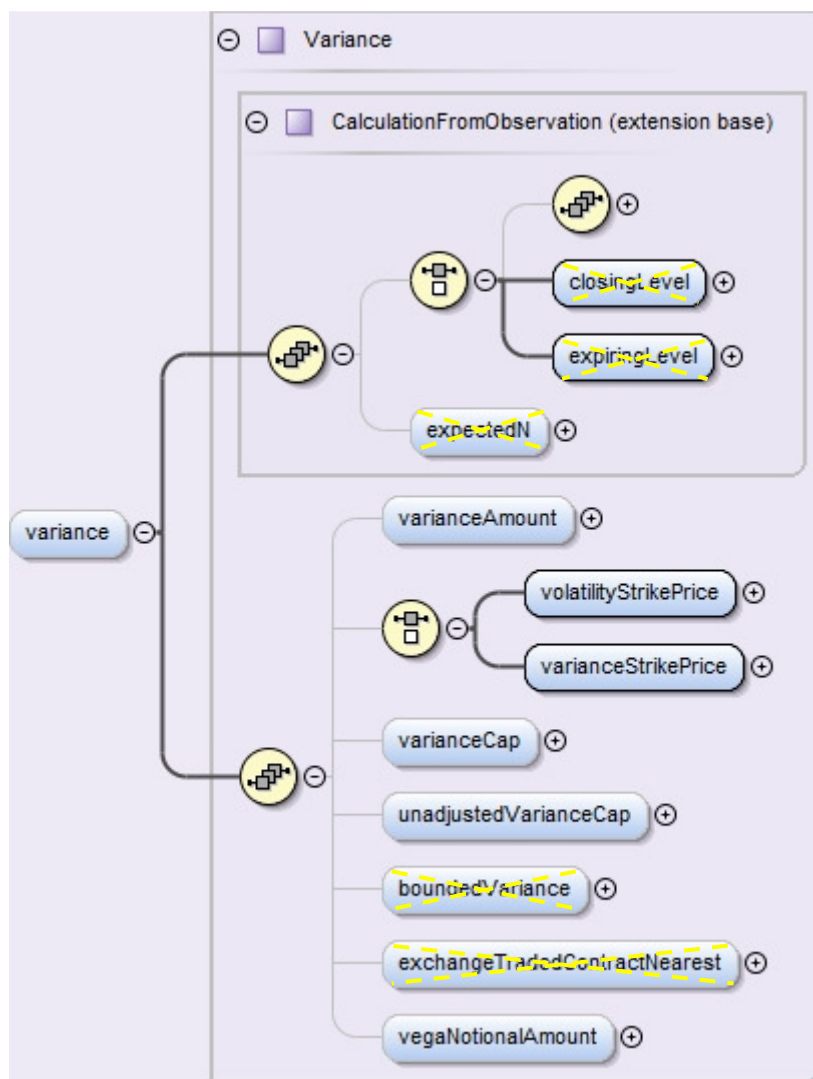 Variance
CalculationFromObservation (extension base)
closingLevel
expiringLevel
expectedN
variance
varianceAmount
volatilityStrikePrice
varianceStrikePrice
varianceCap
unadjustedVarianceCap
boundedVariance
exchangeTradedContractNearest
vegaNotionalAmount